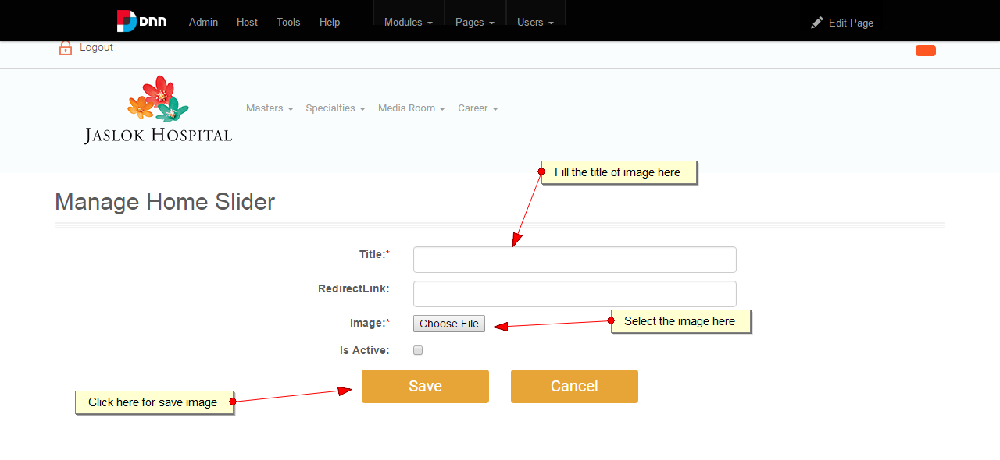 DNN Admin Host Tools Help Modules Pages Users Edit Page
Logout
Masters Specialties Media Room Career
JASLOK HOSPITAL
Fill the title of image here
Manage Home Slider
Title:*
RedirectLink:
Image:* Choose File
Select the image here
Is Active:
Save Cancel
Click here for save image